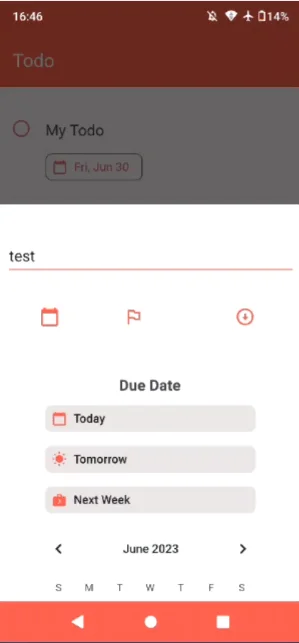 16:46
14%
Todo
My Todo
Fri, Jun 30
test
Due Date
Today
Tomorrow
Next Week
June 2023
S M T W T F S